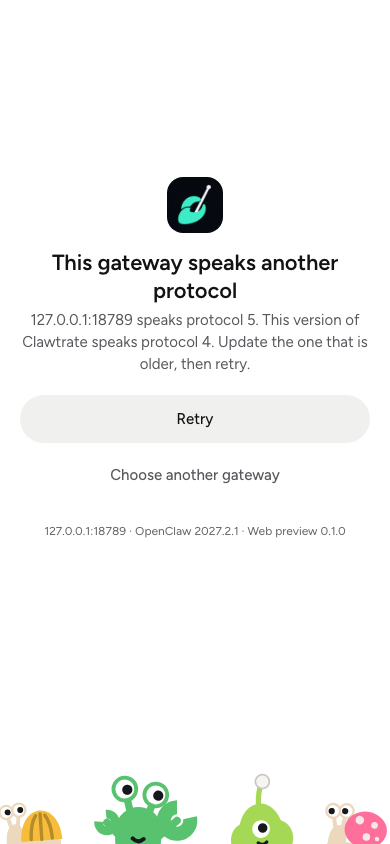 This gateway speaks another
protocol
127.0.0.1:18789 speaks protocol 5. This version of
Clawtrate speaks protocol 4. Update the one that is
older, then retry.
Retry
Choose another gateway
127.0.0.1:18789 · OpenClaw 2027.2.1 · Web preview 0.1.0